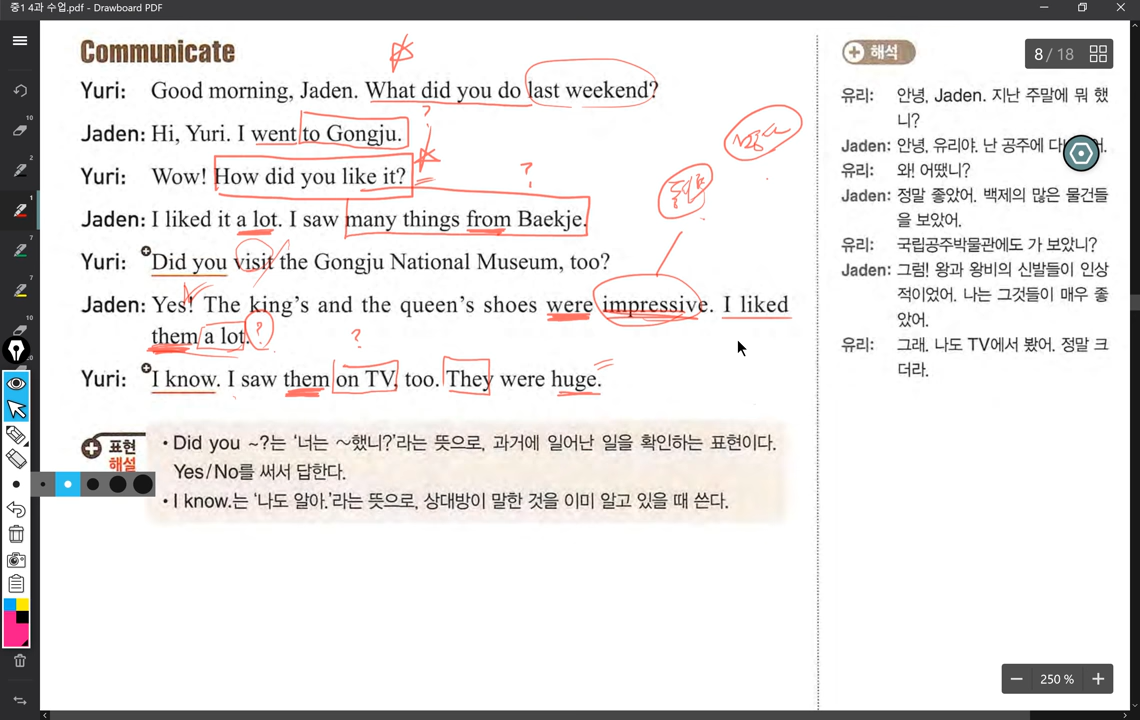 중1 4과 수업.pdf - Drawboard PDF
Communicate
Yuri: Good morning, Jaden. What did you do last weekend?
Jaden: Hi, Yuri. I went to Gongju.
Yuri: Wow! How did you like it?
Jaden: I liked it a lot. I saw many things from Baekje.
Yuri: Did you visit the Gongju National Museum, too?
Jaden: Yes! The king's and the queen's shoes were impressive. I liked
them a lot.
Yuri: I know. I saw them on TV, too. They were huge.
표현
해설
• Did you ~?는 '너는 ~했니?'라는 뜻으로, 과거에 일어난 일을 확인하는 표현이다.
Yes/No를 써서 답한다.
• I know.는 '나도 알아.'라는 뜻으로, 상대방이 말한 것을 이미 알고 있을 때 쓴다.
해석
8 / 18
유리: 안녕, Jaden. 지난 주말에 뭐 했
니?
Jaden: 안녕, 유리야. 난 공주에 다
유리: 와! 어땠니?
Jaden: 정말 좋았어. 백제의 많은 물건들
을 보았어.
유리: 국립공주박물관에도 가 보았니?
Jaden: 그럼! 왕과 왕비의 신발들이 인상
적이었어. 나는 그것들이 매우 좋
았어.
유리: 그래. 나도 TV에서 봤어. 정말 크
더라.
250 %